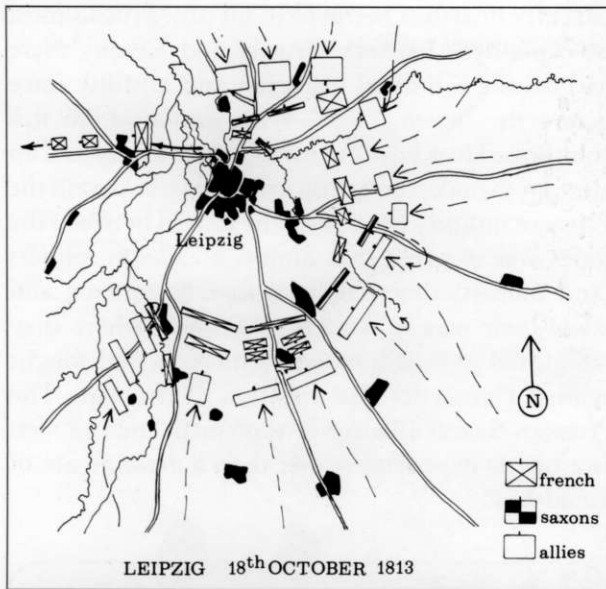 Leipzig
N
french
saxons
allies
LEIPZIG 18th OCTOBER 1813